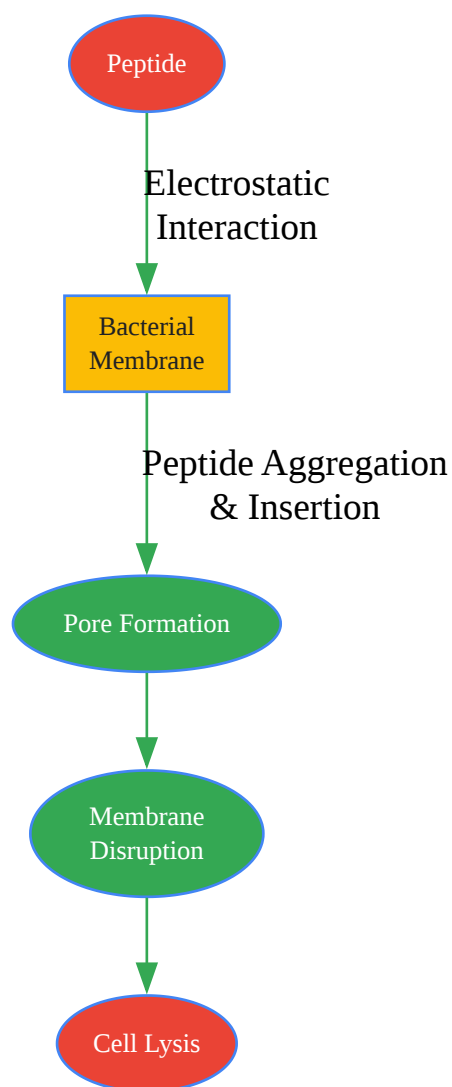 Peptide
Electrostatic
Interaction
Bacterial
Membrane
Peptide Aggregation
& Insertion
Pore Formation
Membrane
Disruption
Cell Lysis